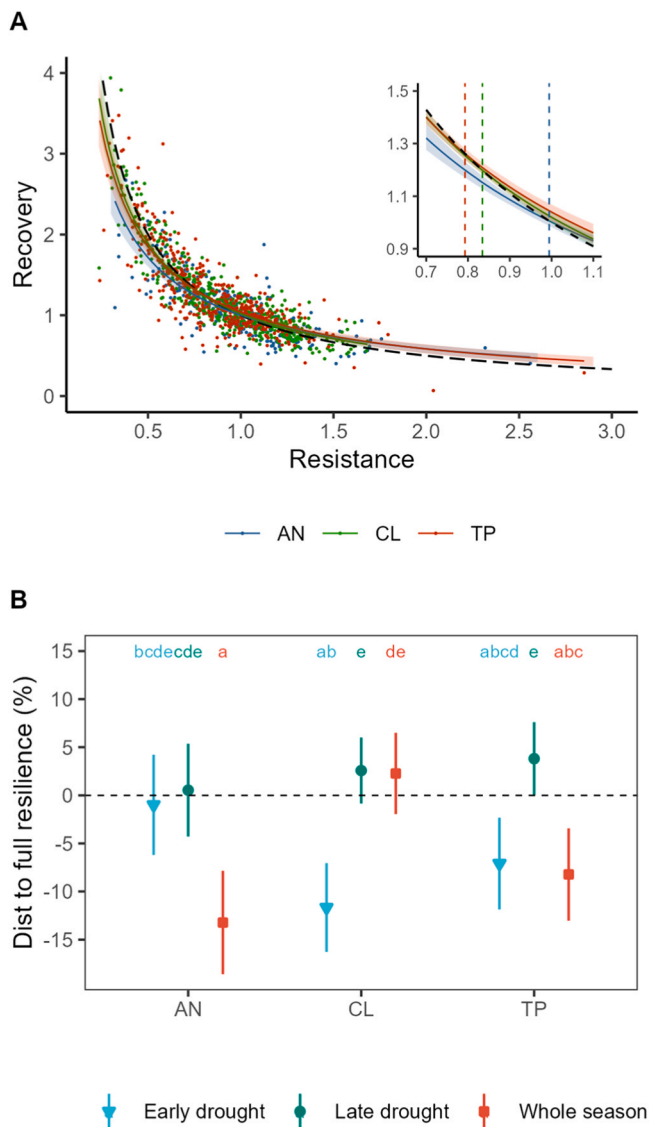 A
Recovery
4
3
2
1
0
1.5
1.3
1.1
0.9
0.7 0.8 0.9 1.0 1.1
0.5 1.0 1.5 2.0 2.5 3.0
Resistance
AN CL TP
B
Dist to full resilience (%)
15
10
5
0
-5
-10
-15
bcde cde a ab e de abcd e abc
AN CL TP
Early drought Late drought Whole season